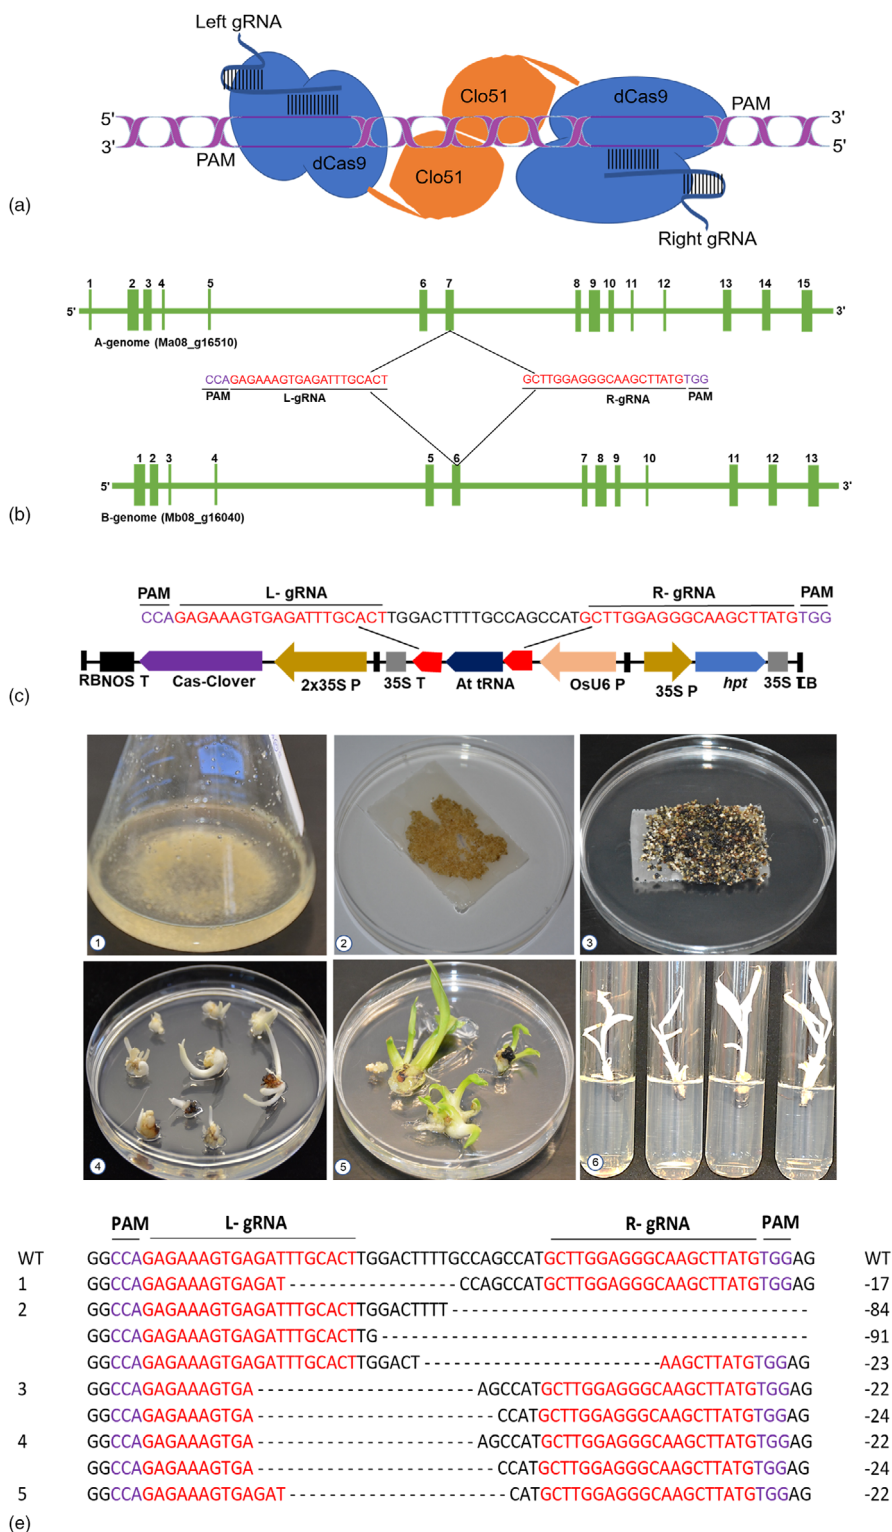 Left gRNA
Clo51
dCas9
PAM
5'
3'
3'
5'
PAM
dCas9
Clo51
Right gRNA
(a)
1 2 3 4 5 6 7 8 9 10 11 12 13 14 15
5' 3'
A-genome (Ma08_g16510)
CCAGAGAAAGTGAGATTTGCACT GCTTGGAGGGCAAGCTTATGTGG
PAM L-gRNA R-gRNA PAM
1 2 3 4 5 6 7 8 9 10 11 12 13
5' 3'
B-genome (Mb08_g16040)
(b)
PAM L- gRNA R- gRNA PAM
CCAGAGAAAGTGAGATTTGCACTTGGACTTTTGCCAGCCATGCTTGGAGGGCAAGCTTATGTGG
RB NOS T Cas-Clover 2x35S P 35S T At tRNA OsU6 P 35S P hpt 35S T LB
(c)
1
2
3
4
5
6
PAM L- gRNA R- gRNA PAM
WT GGCCAGAGAAAGTGAGATTTGCACTTGGACTTTTGCCAGCCATGCTTGGAGGGCAAGCTTATGTGGAG WT
1 GGCCAGAGAAAGTGAGAT - - - - - - - - - - - - - - - - - CCAGCCATGCTTGGAGGGCAAGCTTATGTGGAG -17
2 GGCCAGAGAAAGTGAGATTTGCACTTGGACTTTT - - - - - - - - - - - - - - - - - - - - - - - - - - - - - - - - - -84
GGCCAGAGAAAGTGAGATTTGCACTTG - - - - - - - - - - - - - - - - - - - - - - - - - - - - - - - - - - - - - - - - -91
GGCCAGAGAAAGTGAGATTTGCACTTGGACT - - - - - - - - - - - - - - - - - - - - - - - AAGCTTATGTGGAG -23
3 GGCCAGAGAAAGTGA - - - - - - - - - - - - - - - - - - - - - - AGCCATGCTTGGAGGGCAAGCTTATGTGGAG -22
GGCCAGAGAAAGTGA - - - - - - - - - - - - - - - - - - - - - - - - CCATGCTTGGAGGGCAAGCTTATGTGGAG -24
4 GGCCAGAGAAAGTGA - - - - - - - - - - - - - - - - - - - - - - AGCCATGCTTGGAGGGCAAGCTTATGTGGAG -22
GGCCAGAGAAAGTGA - - - - - - - - - - - - - - - - - - - - - - - - CCATGCTTGGAGGGCAAGCTTATGTGGAG -24
5 GGCCAGAGAAAGTGAGAT - - - - - - - - - - - - - - - - - - - - - - CATGCTTGGAGGGCAAGCTTATGTGGAG -22
(e)